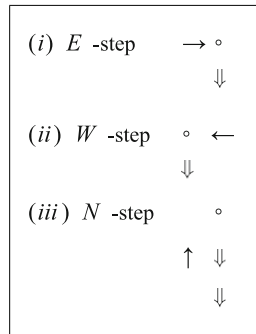 (i) E -step → ∘
⇓
(ii) W -step ∘ ←
⇓
(iii) N -step ∘
↑ ⇓
⇓